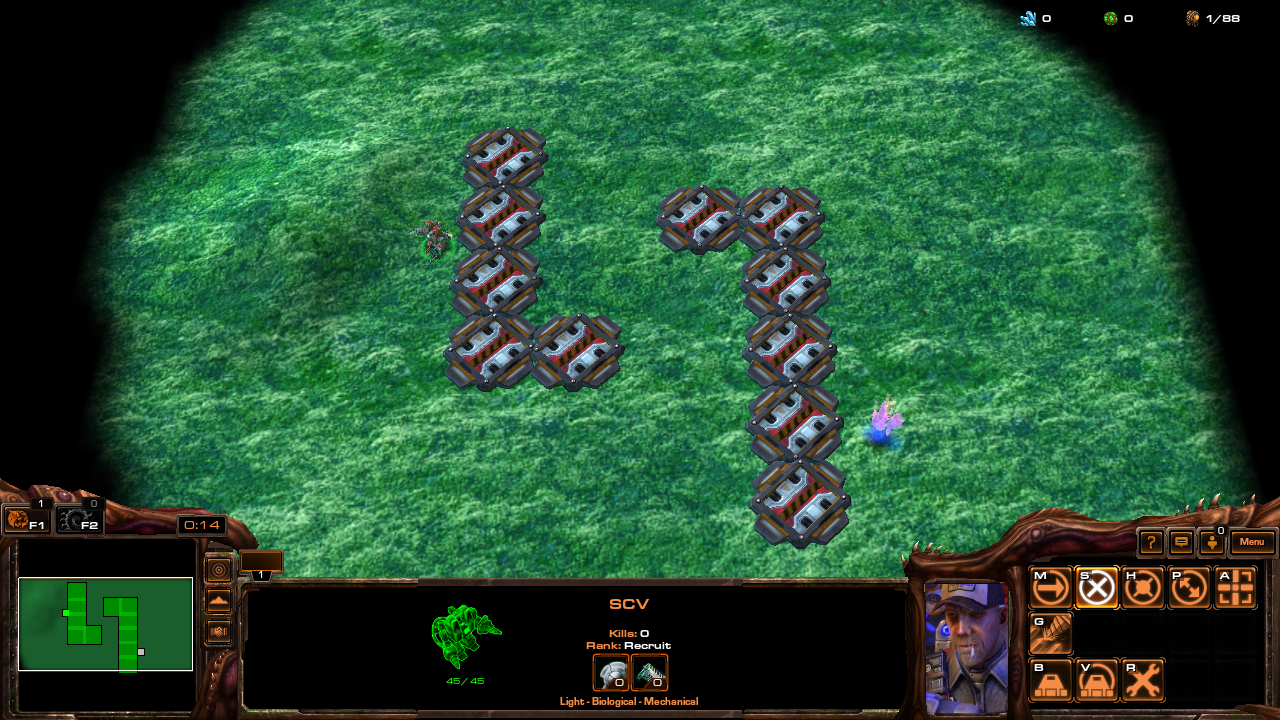 0 0 1/88
1 0
F1 F2 0:14
0
? Menu
1
SCV
Kills: 0
Rank: Recruit
0 0
45/45
Light - Biological - Mechanical
M S H P A
G
B V R